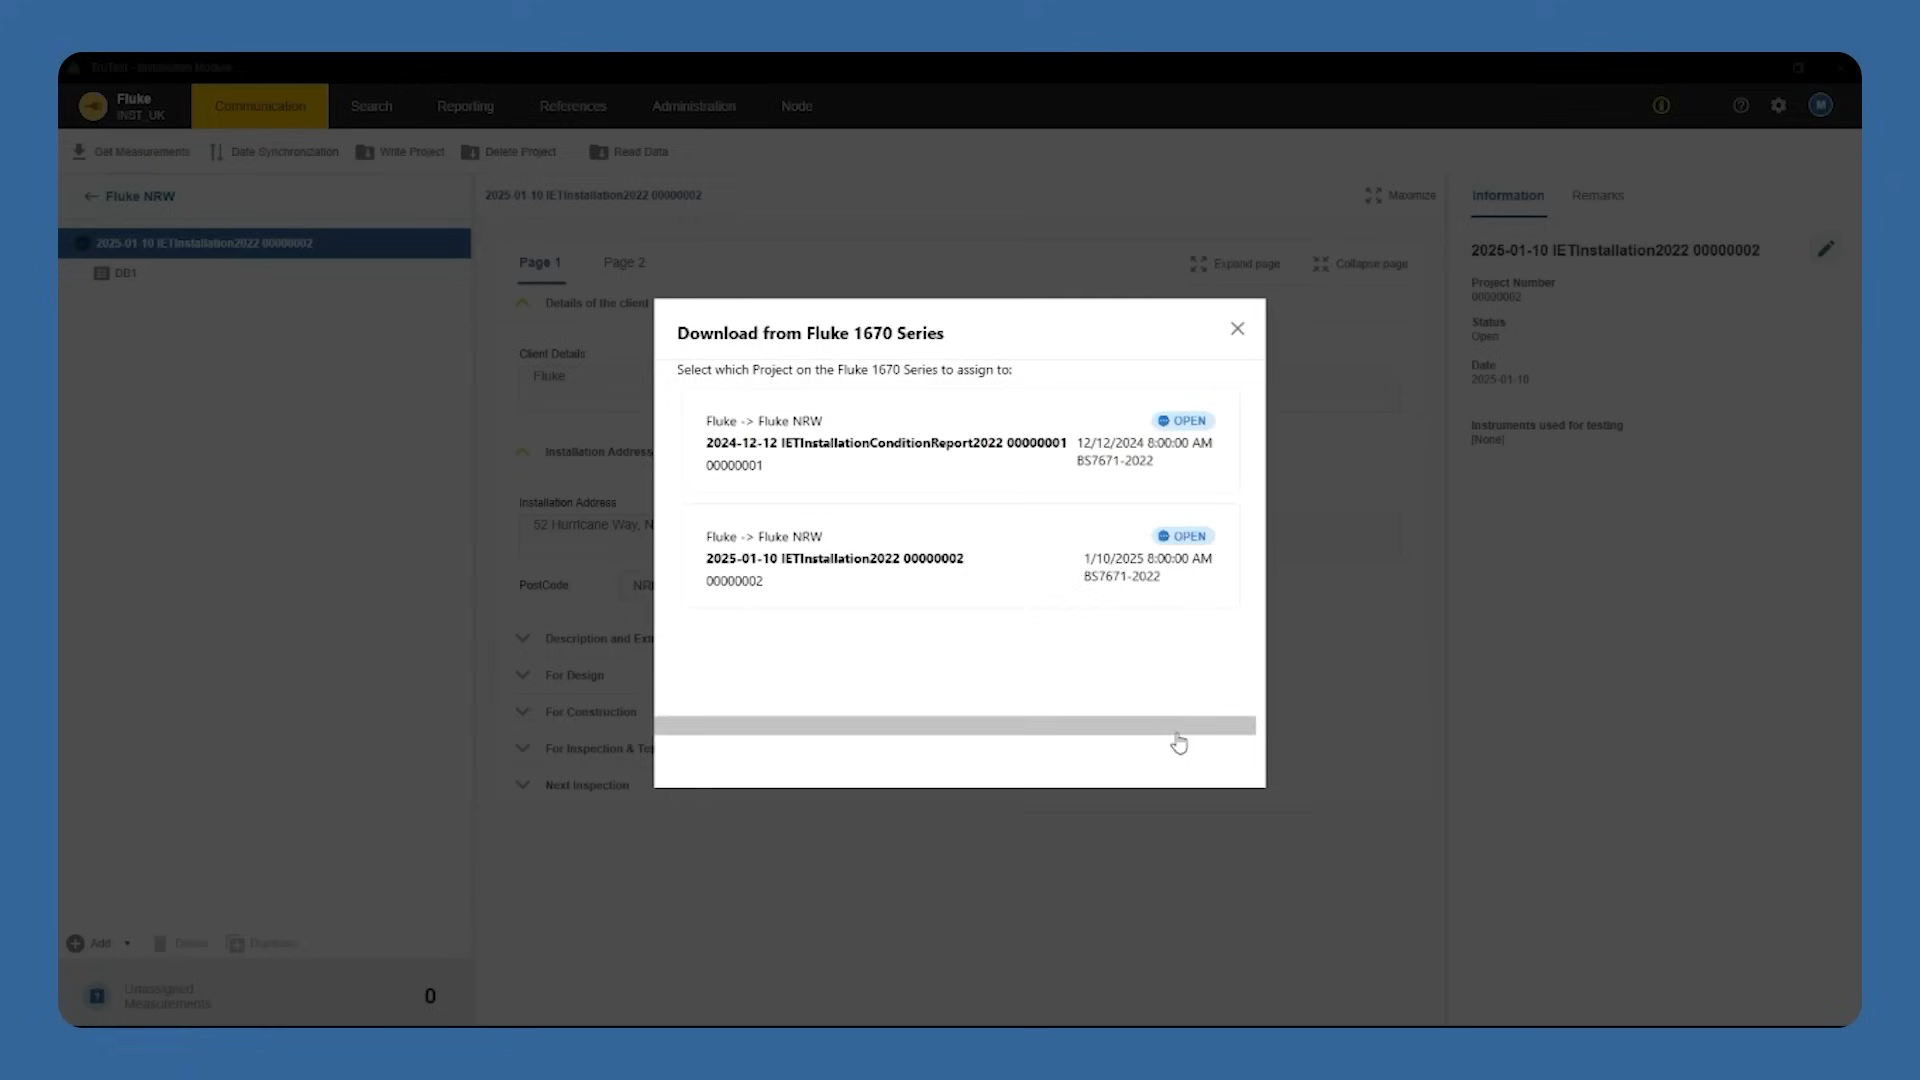 TruTest - Installation Module
Fluke
INST_UK
Communication
Search
Reporting
References
Administration
Node
M
Get Measurements
Date Synchronization
Write Project
Delete Project
Read Data
Fluke NRW
2025-01-10 IETInstallation2022 00000002
DB1
2025-01-10 IETInstallation2022 00000002
Maximize
Page 1
Page 2
Expand page
Collapse page
Details of the client
Client Details
Fluke
Installation Address
Installation Address
52 Hurricane Way, N
PostCode
NR
Description and Ext
For Design
For Construction
For Inspection & Te
Next Inspection
Download from Fluke 1670 Series
Select which Project on the Fluke 1670 Series to assign to:
Fluke -> Fluke NRW
OPEN
2024-12-12 IETInstallationConditionReport2022 00000001
12/12/2024 8:00:00 AM
00000001
BS7671-2022
Fluke -> Fluke NRW
OPEN
2025-01-10 IETInstallation2022 00000002
1/10/2025 8:00:00 AM
00000002
BS7671-2022
Information
Remarks
2025-01-10 IETInstallation2022 00000002
Project Number
00000002
Status
Open
Date
2025-01-10
Instruments used for testing
[None]
Add
Delete
Duplicate
Unassigned
Measurements
0